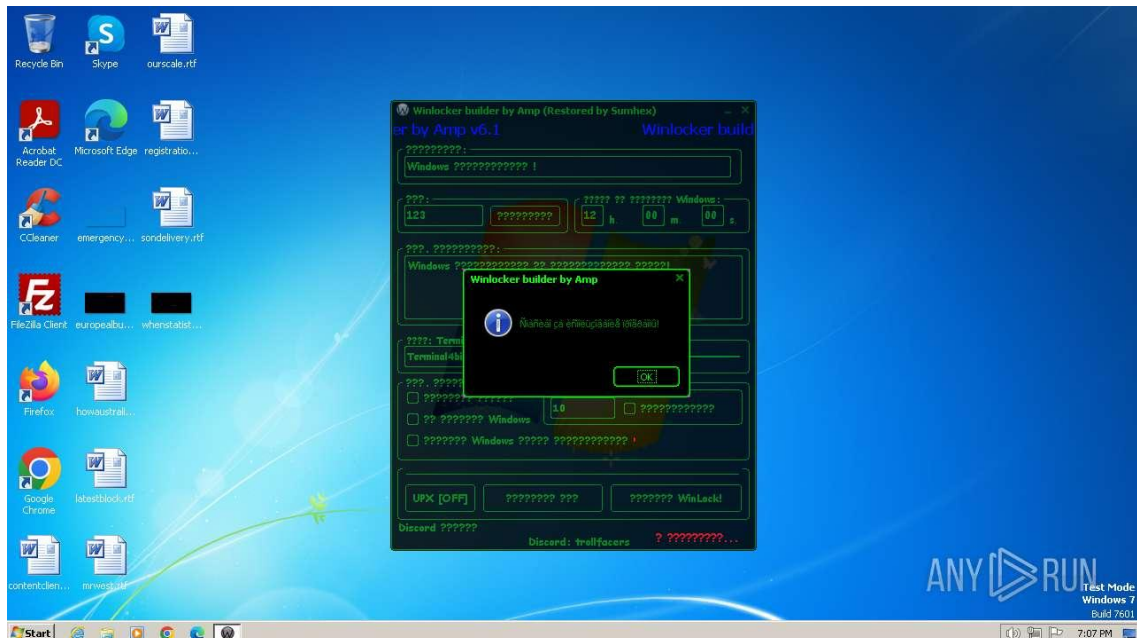 Recycle Bin
Skype
ourscale.rtf
Acrobat
Reader DC
Microsoft Edge
registratio...
CCleaner
emergency...
sondelivery.rtf
FileZilla Client
europealbu...
whenstatist...
Firefox
howaustrali...
Google
Chrome
latestblock.rtf
contentclien...
mrwest.rtf
Winlocker builder by Amp (Restored by Sumhex)
er by Amp v6.1
Winlocker build
?????????:
Windows ???????????? !
???:
123
?????????
????? ?? ???????? Windows:
12 h. 00 m. 00 s.
???. ??????????:
Windows ???????????? ?? ????????????? ?????!
Winlocker builder by Amp
OK
????: Termi
Terminal4bi
???. ?????
10
????????????
?? ??????? Windows
??????? Windows ????? ????????????
UPX [OFF]
???????? ???
??????? WinLock!
Discord ??????
Discord: trollfacers
? ?????????...
ANY RUN
Test Mode
Windows 7
Build 7601
Start
7:07 PM